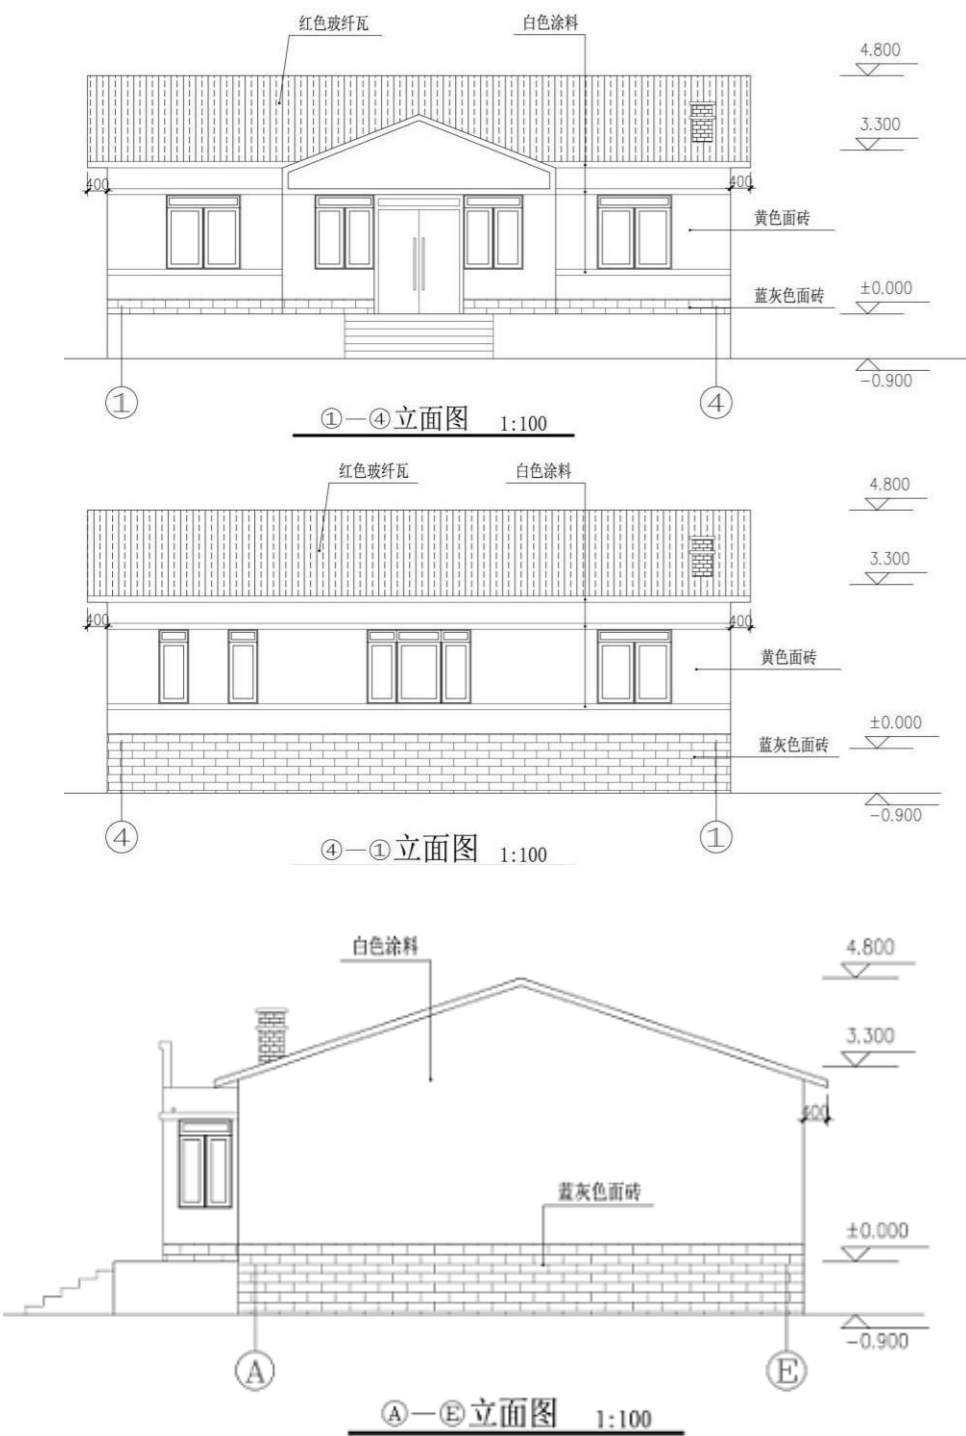 红色玻纤瓦
白色涂料
4.800
3.300
400
400
黄色面砖
蓝灰色面砖
±0.000
-0.900
1
4
①—④立面图 1:100
红色玻纤瓦
白色涂料
4.800
3.300
400
400
黄色面砖
±0.000
蓝灰色面砖
-0.900
4
1
④—①立面图 1:100
白色涂料
4.800
3.300
400
蓝灰色面砖
±0.000
-0.900
A
E
Ⓐ—Ⓔ立面图 1:100